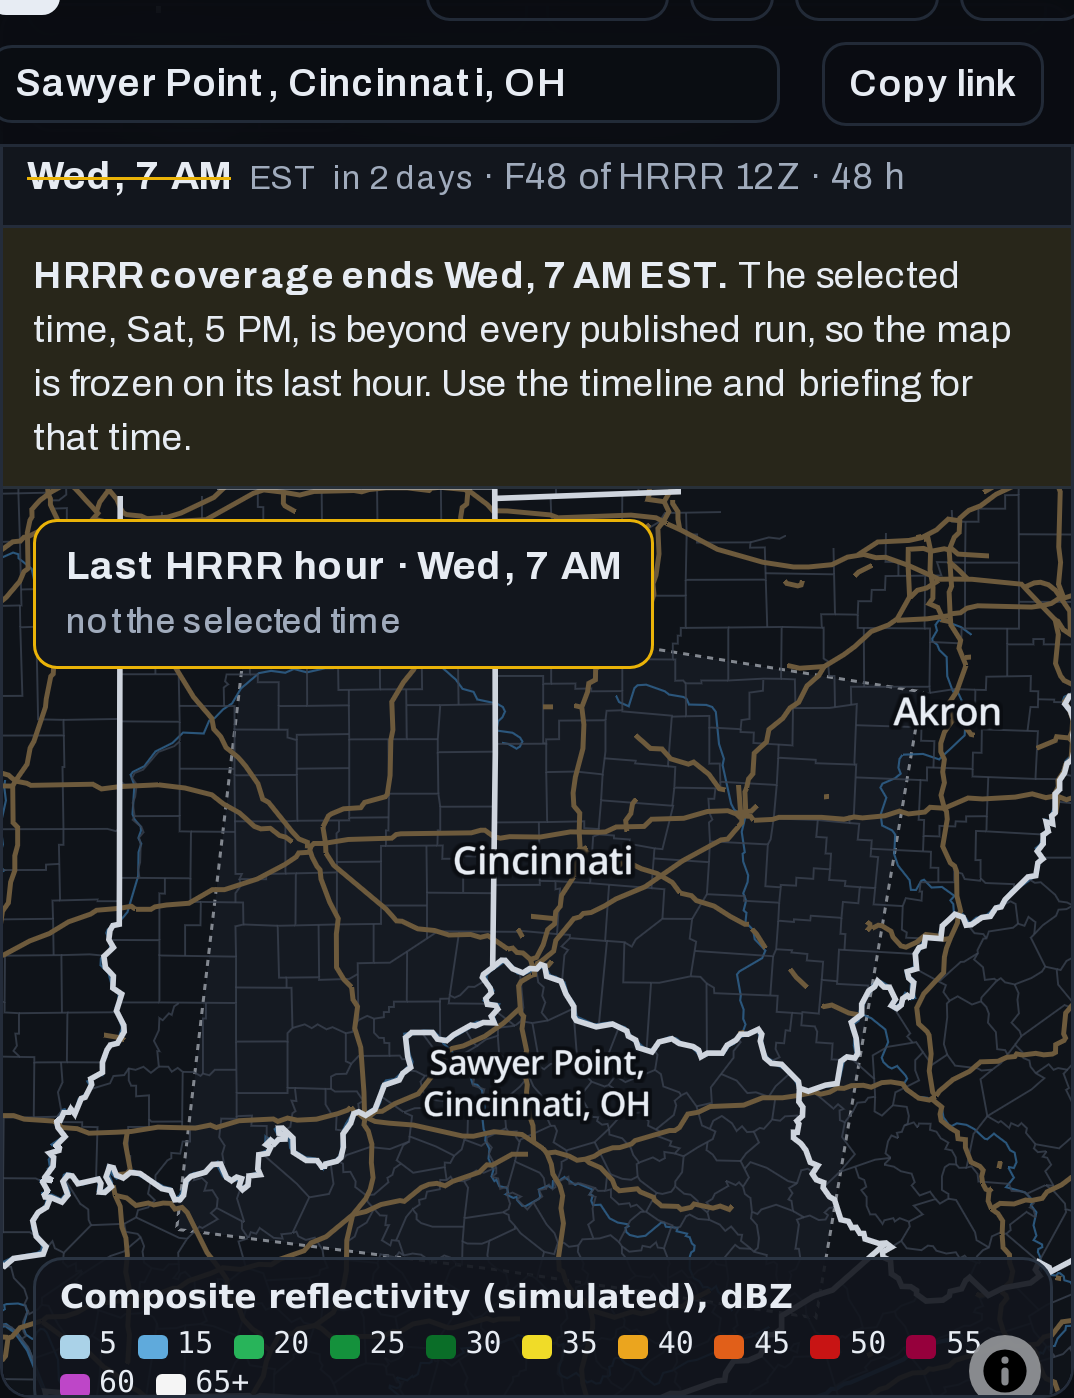 Sawyer Point, Cincinnati, OH
Copy link
Wed, 7 AM EST in 2 days · F48 of HRRR 12Z · 48 h
HRRR coverage ends Wed, 7 AM EST. The selected
time, Sat, 5 PM, is beyond every published run, so the map
is frozen on its last hour. Use the timeline and briefing for
that time.
Last HRRR hour · Wed, 7 AM
not the selected time
Akron
Cincinnati
Sawyer Point,
Cincinnati, OH
Composite reflectivity (simulated), dBZ
5 15 20 25 30 35 40 45 50 55
60 65+